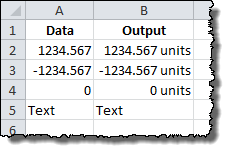 A B
1 Data Output
2 1234.567 1234.567 units
3 -1234.567 -1234.567 units
4 0 0 units
5 Text Text
6